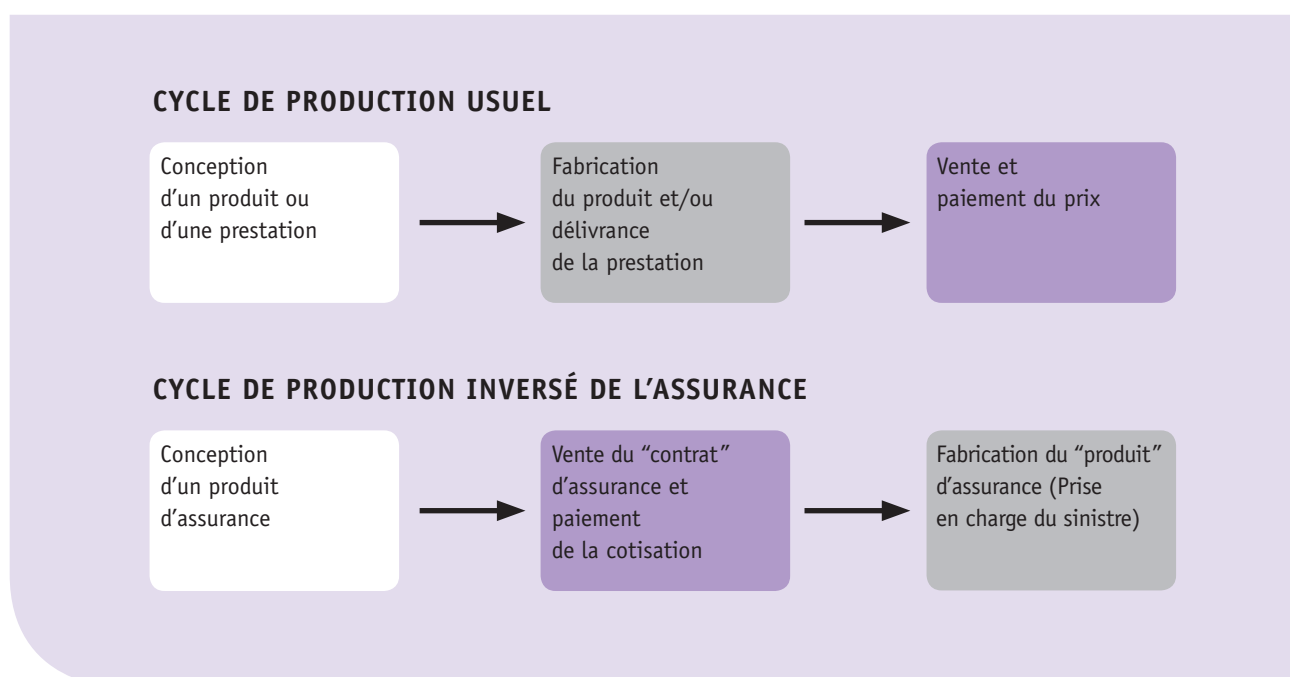 CYCLE DE PRODUCTION USUEL
Conception
d'un produit ou
d'une prestation
Fabrication
du produit et/ou
délivrance
de la prestation
Vente et
paiement du prix
CYCLE DE PRODUCTION INVERSÉ DE L'ASSURANCE
Conception
d'un produit
d'assurance
Vente du “contrat”
d'assurance et
paiement
de la cotisation
Fabrication du “produit”
d'assurance (Prise
en charge du sinistre)